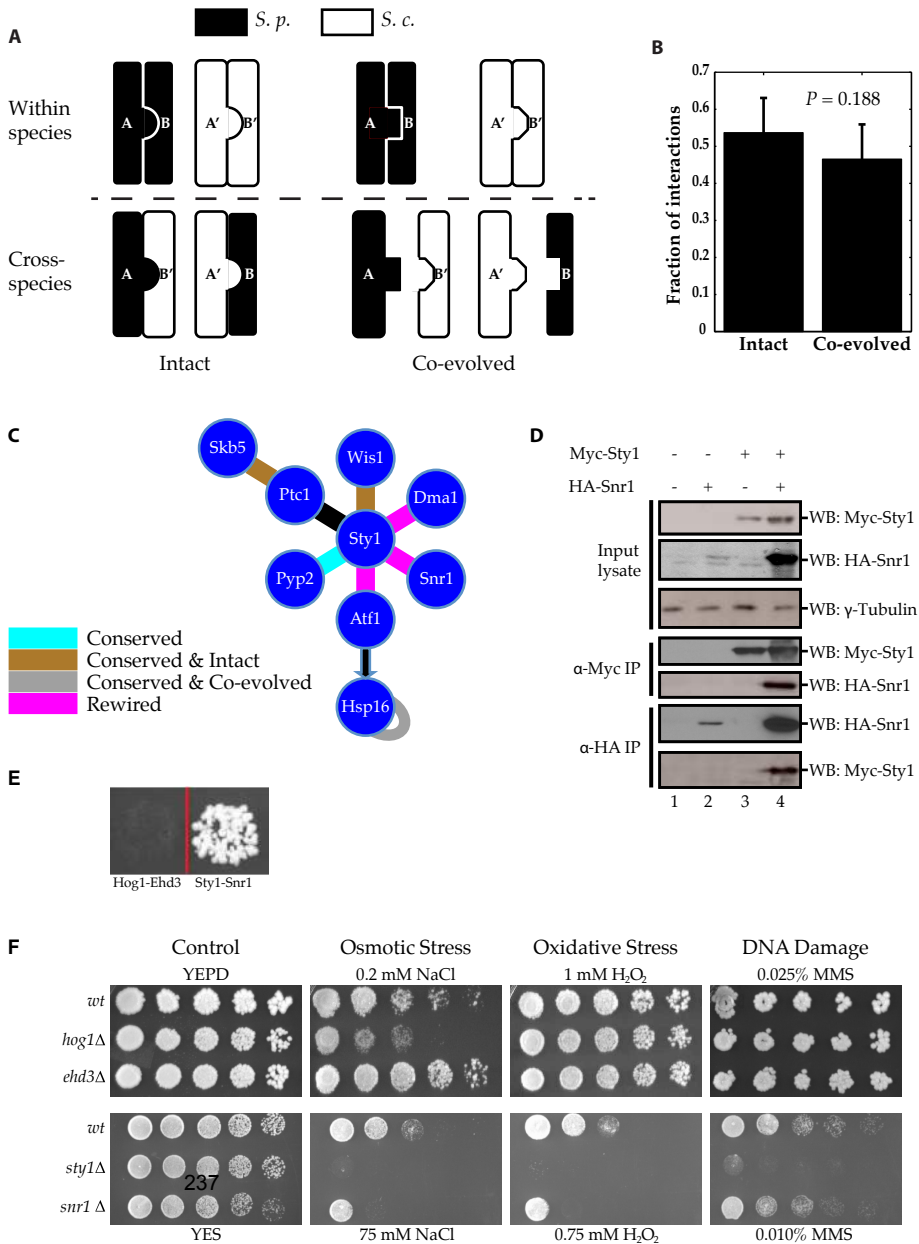 S. p.
S. c.
A
Within species
A
B
A′
B′
A
B
A′
B′
Cross-species
A
B′
A′
B
A
B′
A′
B
Intact
Co-evolved
B
P = 0.188
Fraction of interactions
0.7
0.6
0.5
0.4
0.3
0.2
0.1
0
Intact
Co-evolved
C
Skb5
Wis1
Ptc1
Dma1
Sty1
Pyp2
Snr1
Atf1
Hsp16
Conserved
Conserved & Intact
Conserved & Co-evolved
Rewired
D
Myc-Sty1 - - + +
HA-Snr1 - + - +
Input lysate
WB: Myc-Sty1
WB: HA-Snr1
WB: γ-Tubulin
α-Myc IP
WB: Myc-Sty1
WB: HA-Snr1
α-HA IP
WB: HA-Snr1
WB: Myc-Sty1
1 2 3 4
E
Hog1-Ehd3
Sty1-Snr1
F
Control
Osmotic Stress
Oxidative Stress
DNA Damage
YEPD
0.2 mM NaCl
1 mM H₂O₂
0.025% MMS
wt
hog1Δ
ehd3Δ
wt
sty1Δ
237
snr1 Δ
YES
75 mM NaCl
0.75 mM H₂O₂
0.010% MMS